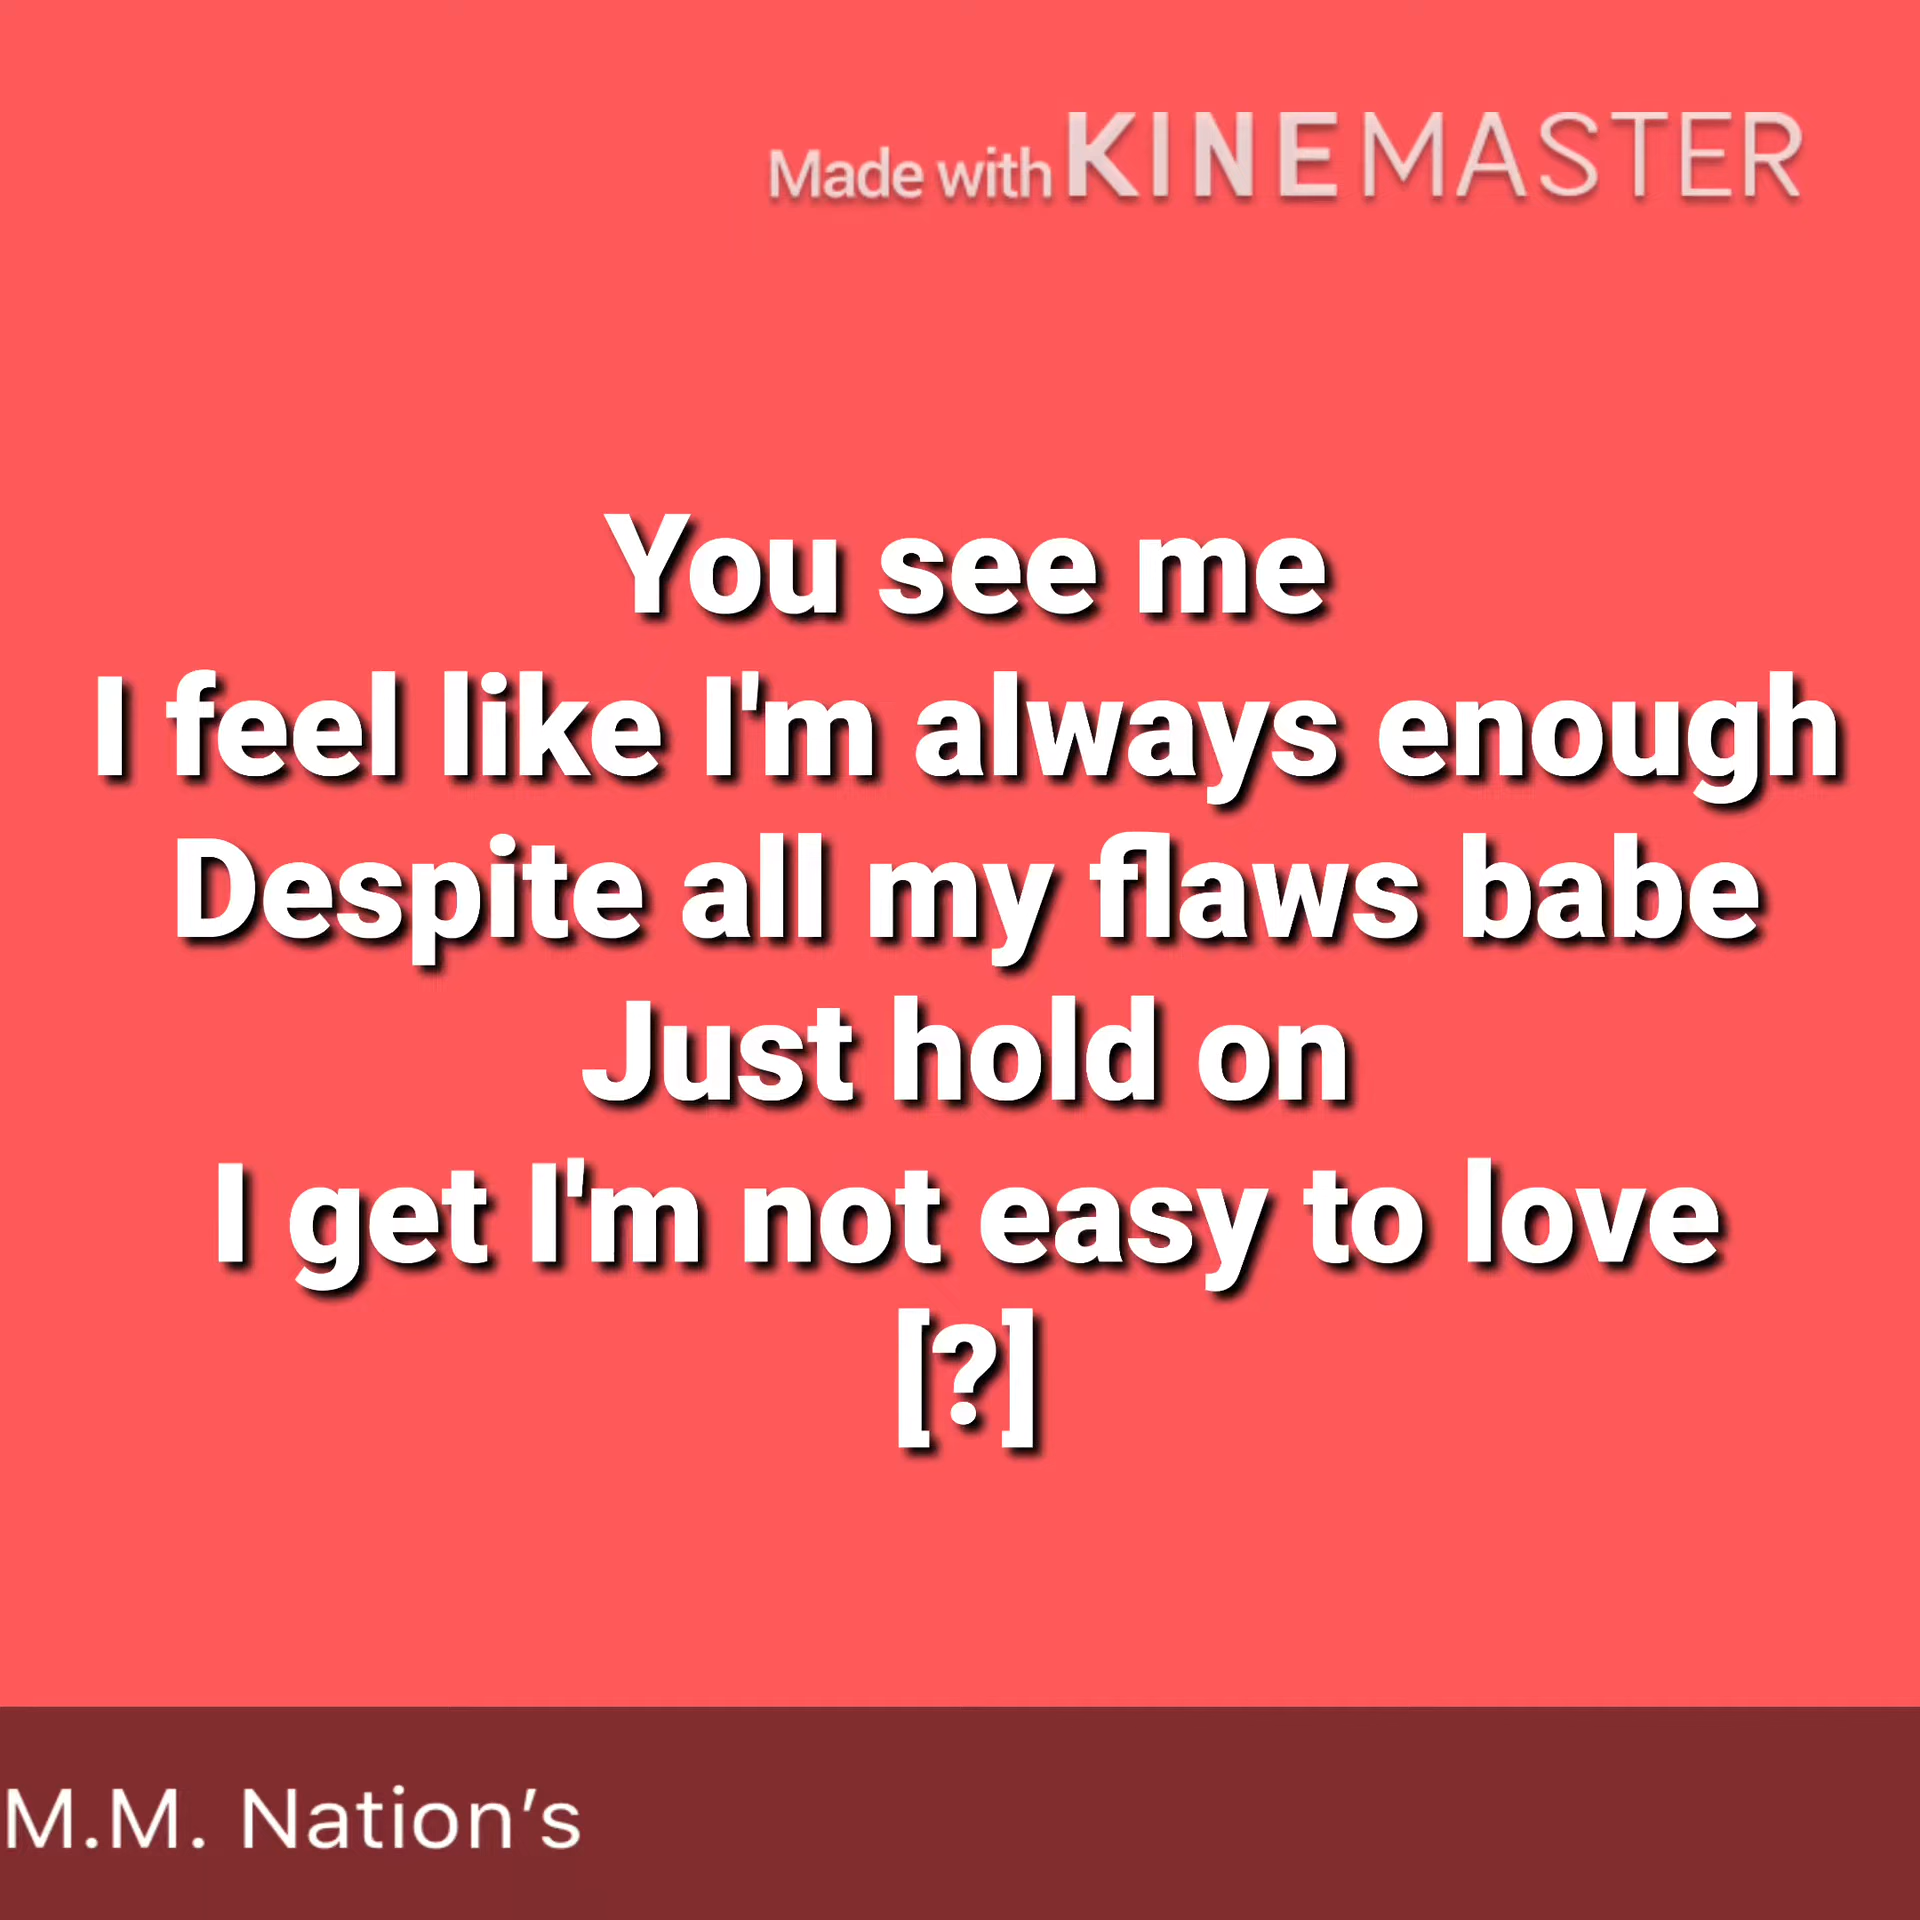 Made with KINEMASTER
You see me
I feel like I'm always enough
Despite all my flaws babe
Just hold on
I get I'm not easy to love
[?]
M.M. Nation’s